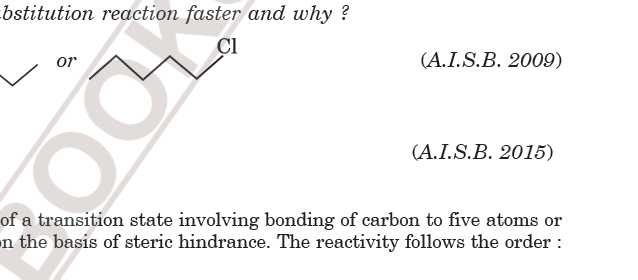 bstitution reaction faster and why ?
or
Cl
(A.I.S.B. 2009)
(A.I.S.B. 2015)
of a transition state involving bonding of carbon to five atoms or
on the basis of steric hindrance. The reactivity follows the order :
BOOK